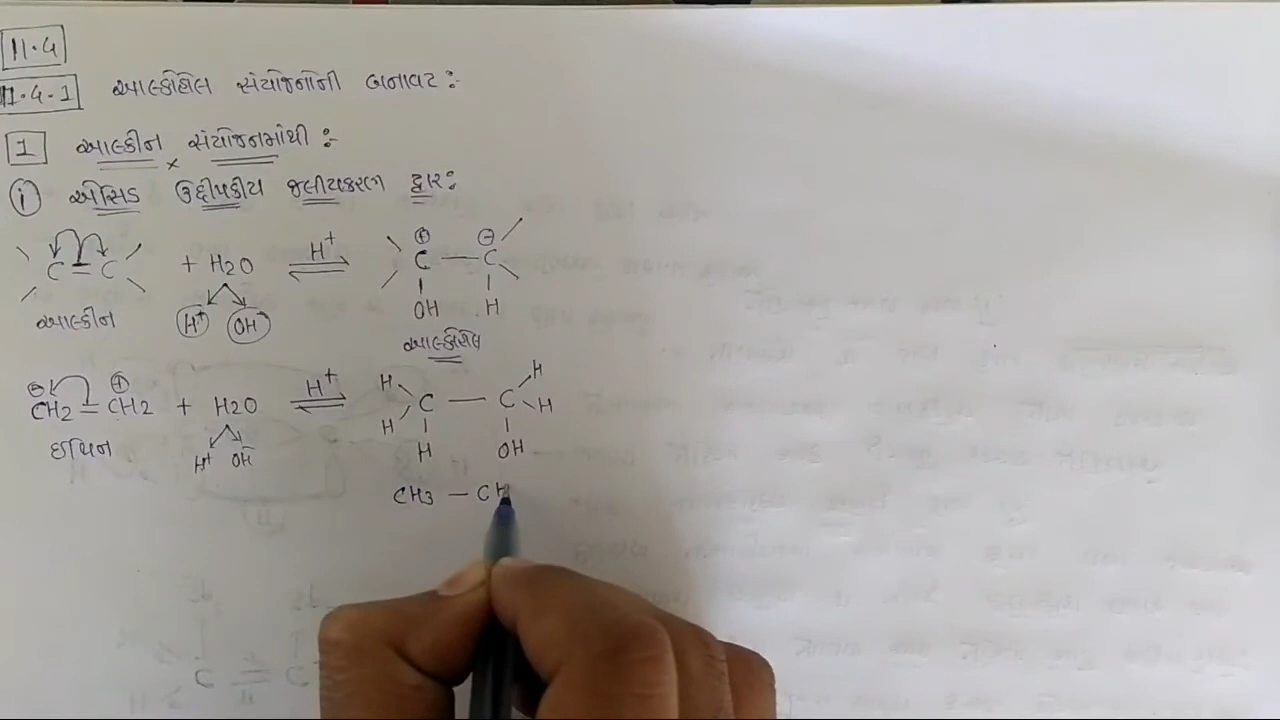 11.4
11.4.1 આલ્કોહોલ સંયોજનોની બનાવટ :-
1 આલ્કીન સંયોજનમાંથી :-
i એસિડ ઉદ્દીપકીય જલીયકરણ દ્વારા :-
C = C + H2O ⇌ H+ C — C
OH H
H+ OH-
આલ્કીન આલ્કોહોલ
CH2 = CH2 + H2O ⇌ H+ H H C — C H H
ઇથિન H+ OH- H OH
CH3 — CH